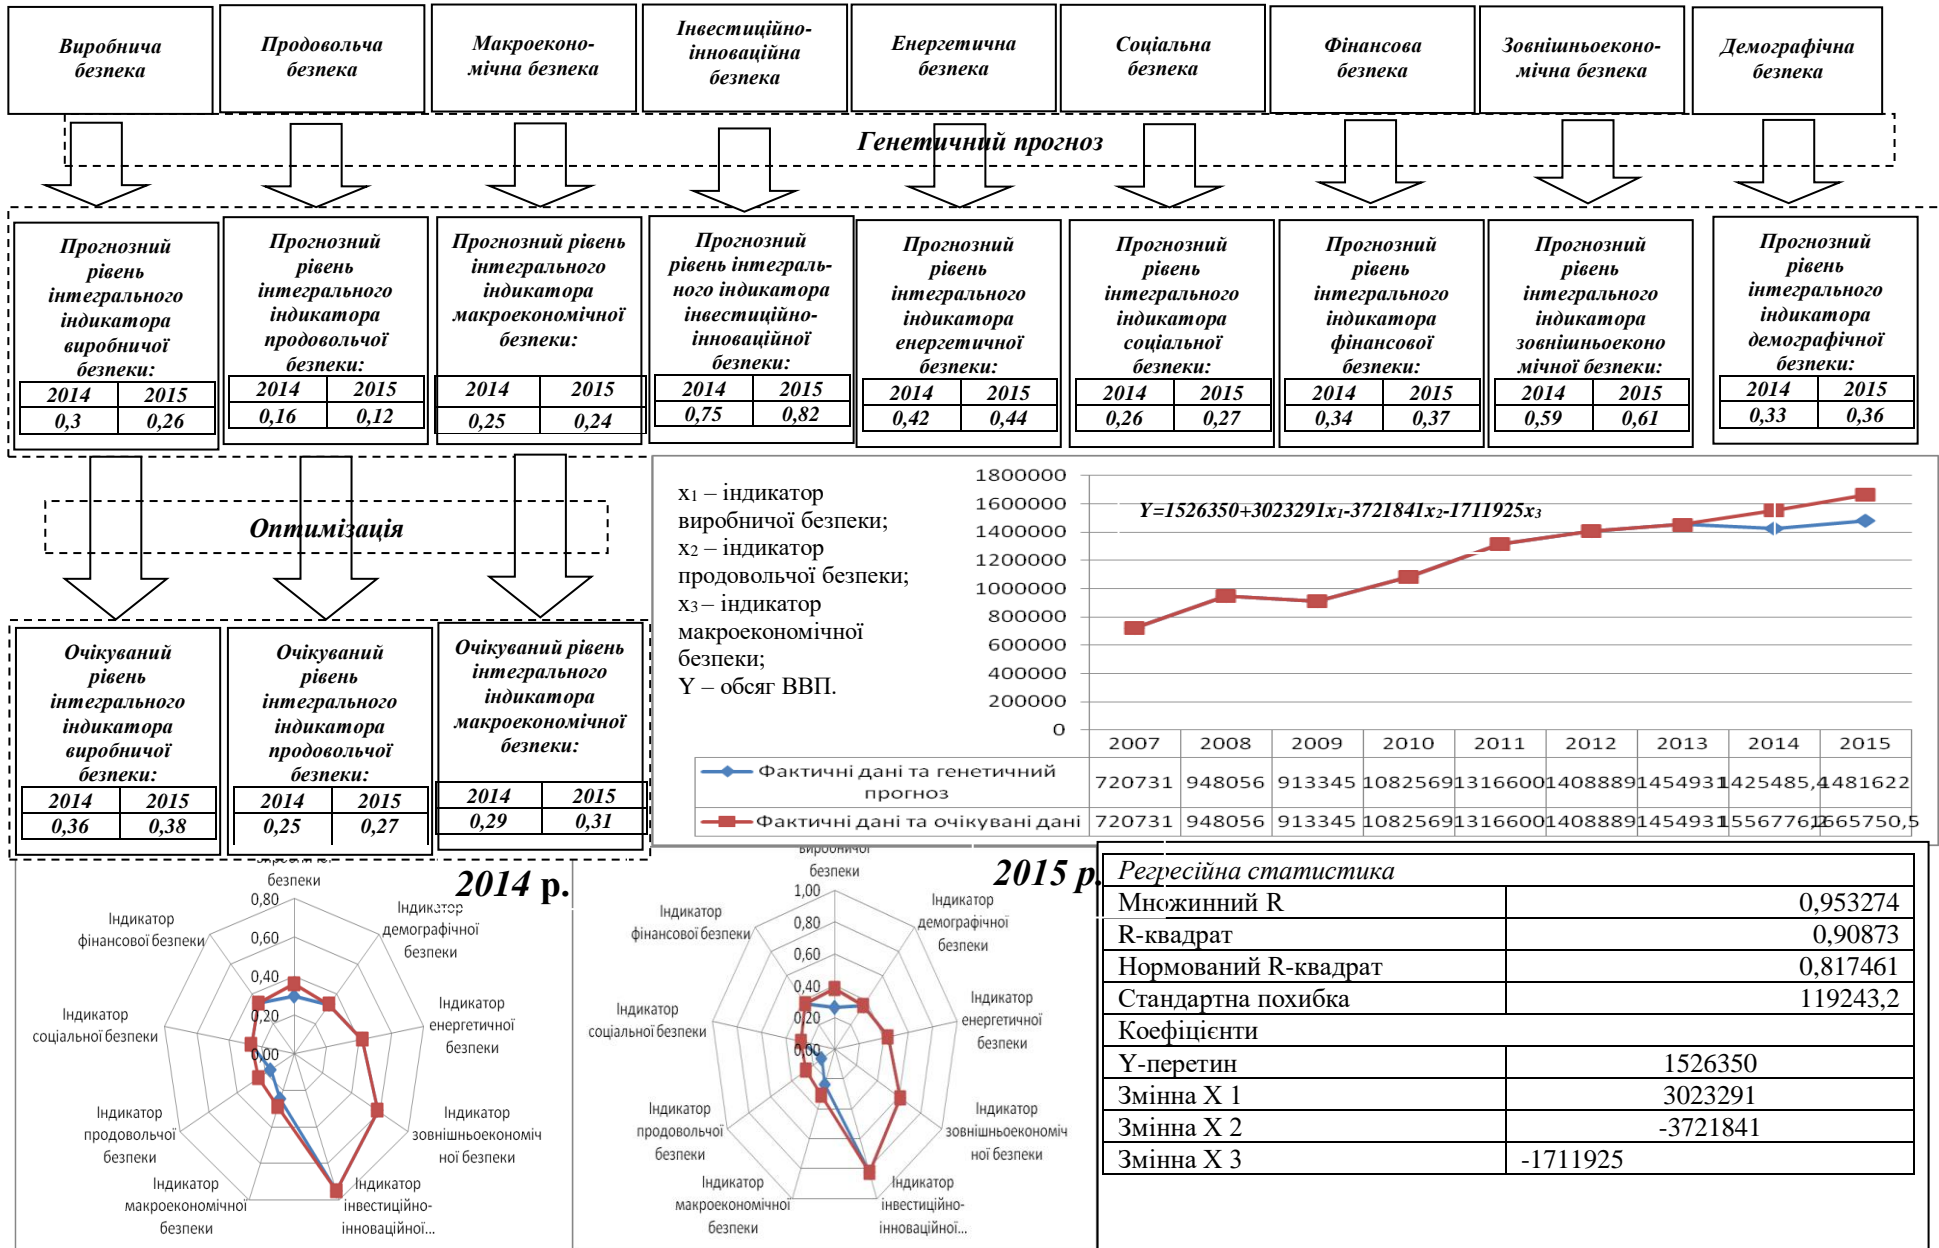 Виробнича
безпека
Продовольча
безпека
Макроеконо-
мічна безпека
Інвестиційно-
інноваційна
безпека
Енергетична
безпека
Соціальна
безпека
Фінансова
безпека
Зовнішньоеконо-
мічна безпека
Демографічна
безпека
Генетичний прогноз
Прогнозний
рівень
інтегрального
індикатора
виробничої
безпеки:
2014 2015
0,3 0,26
Прогнозний
рівень
інтегрального
індикатора
продовольчої
безпеки:
2014 2015
0,16 0,12
Прогнозний рівень
інтегрального
індикатора
макроекономічної
безпеки:
2014 2015
0,25 0,24
Прогнозний
рівень інтеграль-
ного індикатора
інвестиційно-
інноваційної
безпеки:
2014 2015
0,75 0,82
Прогнозний
рівень
інтегрального
індикатора
енергетичної
безпеки:
2014 2015
0,42 0,44
Прогнозний
рівень
інтегрального
індикатора
соціальної
безпеки:
2014 2015
0,26 0,27
Прогнозний
рівень
інтегрального
індикатора
фінансової
безпеки:
2014 2015
0,34 0,37
Прогнозний
рівень
інтегрального
індикатора
зовнішньоеконо
мічної безпеки:
2014 2015
0,59 0,61
Прогнозний
рівень
інтегрального
індикатора
демографічної
безпеки:
2014 2015
0,33 0,36
Оптимізація
Очікуваний
рівень
інтегрального
індикатора
виробничої
безпеки:
2014 2015
0,36 0,38
Очікуваний
рівень
інтегрального
індикатора
продовольчої
безпеки:
2014 2015
0,25 0,27
Очікуваний рівень
інтегрального
індикатора
макроекономічної
безпеки:
2014 2015
0,29 0,31
x1 – індикатор
виробничої безпеки;
x2 – індикатор
продовольчої безпеки;
x3 – індикатор
макроекономічної
безпеки;
Y – обсяг ВВП.
1800000
1600000
1400000
1200000
1000000
800000
600000
400000
200000
0
Y=1526350+3023291x1-3721841x2-1711925x3
2007 2008 2009 2010 2011 2012 2013 2014 2015
Фактичні дані та генетичний
прогноз
720731 948056 913345 1082569 1316600 1408889 1454931 1425485,4 1481622
Фактичні дані та очікувані дані 720731 948056 913345 1082569 1316600 1408889 1454931 1556776,2 1665750,5
2014 р.
виробничої
безпеки
0,80
0,60
0,40
0,20
0,00
Індикатор
демографічної
безпеки
Індикатор
енергетичної
безпеки
Індикатор
зовнішньоекономіч
ної безпеки
Індикатор
інвестиційно-
інноваційної...
Індикатор
макроекономічної
безпеки
Індикатор
продовольчої
безпеки
Індикатор
соціальної безпеки
Індикатор
фінансової безпеки
2015 р.
виробничої
безпеки
1,00
0,80
0,60
0,40
0,20
0,00
Індикатор
демографічної
безпеки
Індикатор
енергетичної
безпеки
Індикатор
зовнішньоекономіч
ної безпеки
Індикатор
інвестиційно-
інноваційної...
Індикатор
макроекономічної
безпеки
Індикатор
продовольчої
безпеки
Індикатор
соціальної безпеки
Індикатор
фінансової безпеки
Регресійна статистика
Множинний R 0,953274
R-квадрат 0,90873
Нормований R-квадрат 0,817461
Стандартна похибка 119243,2
Коефіцієнти
Y-перетин 1526350
Змінна X 1 3023291
Змінна X 2 -3721841
Змінна X 3 -1711925